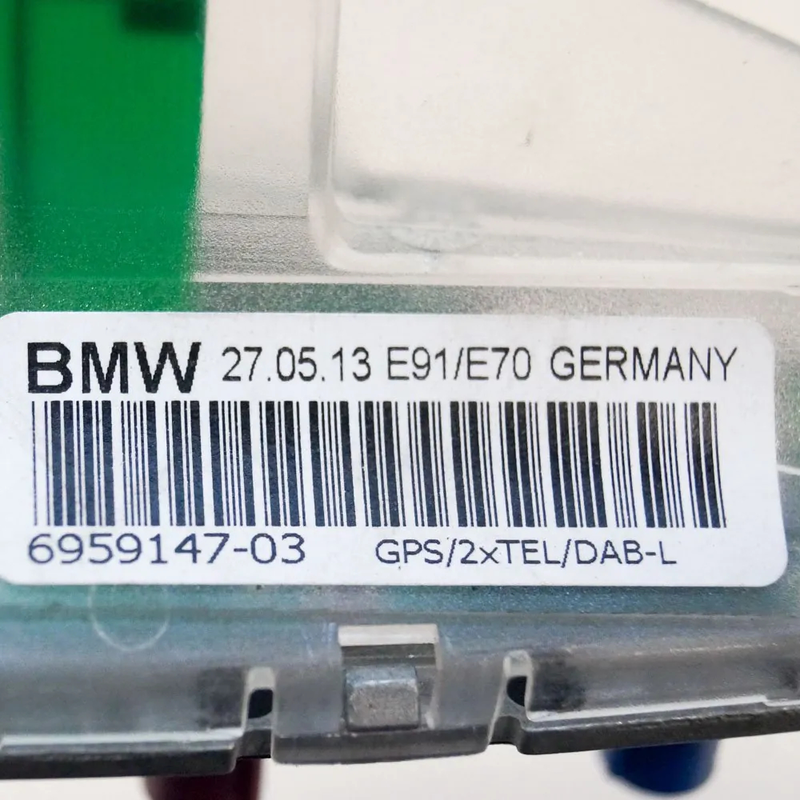 BMW 27.05.13 E91/E70 GERMANY
6959147-03 GPS/2xTEL/DAB-L